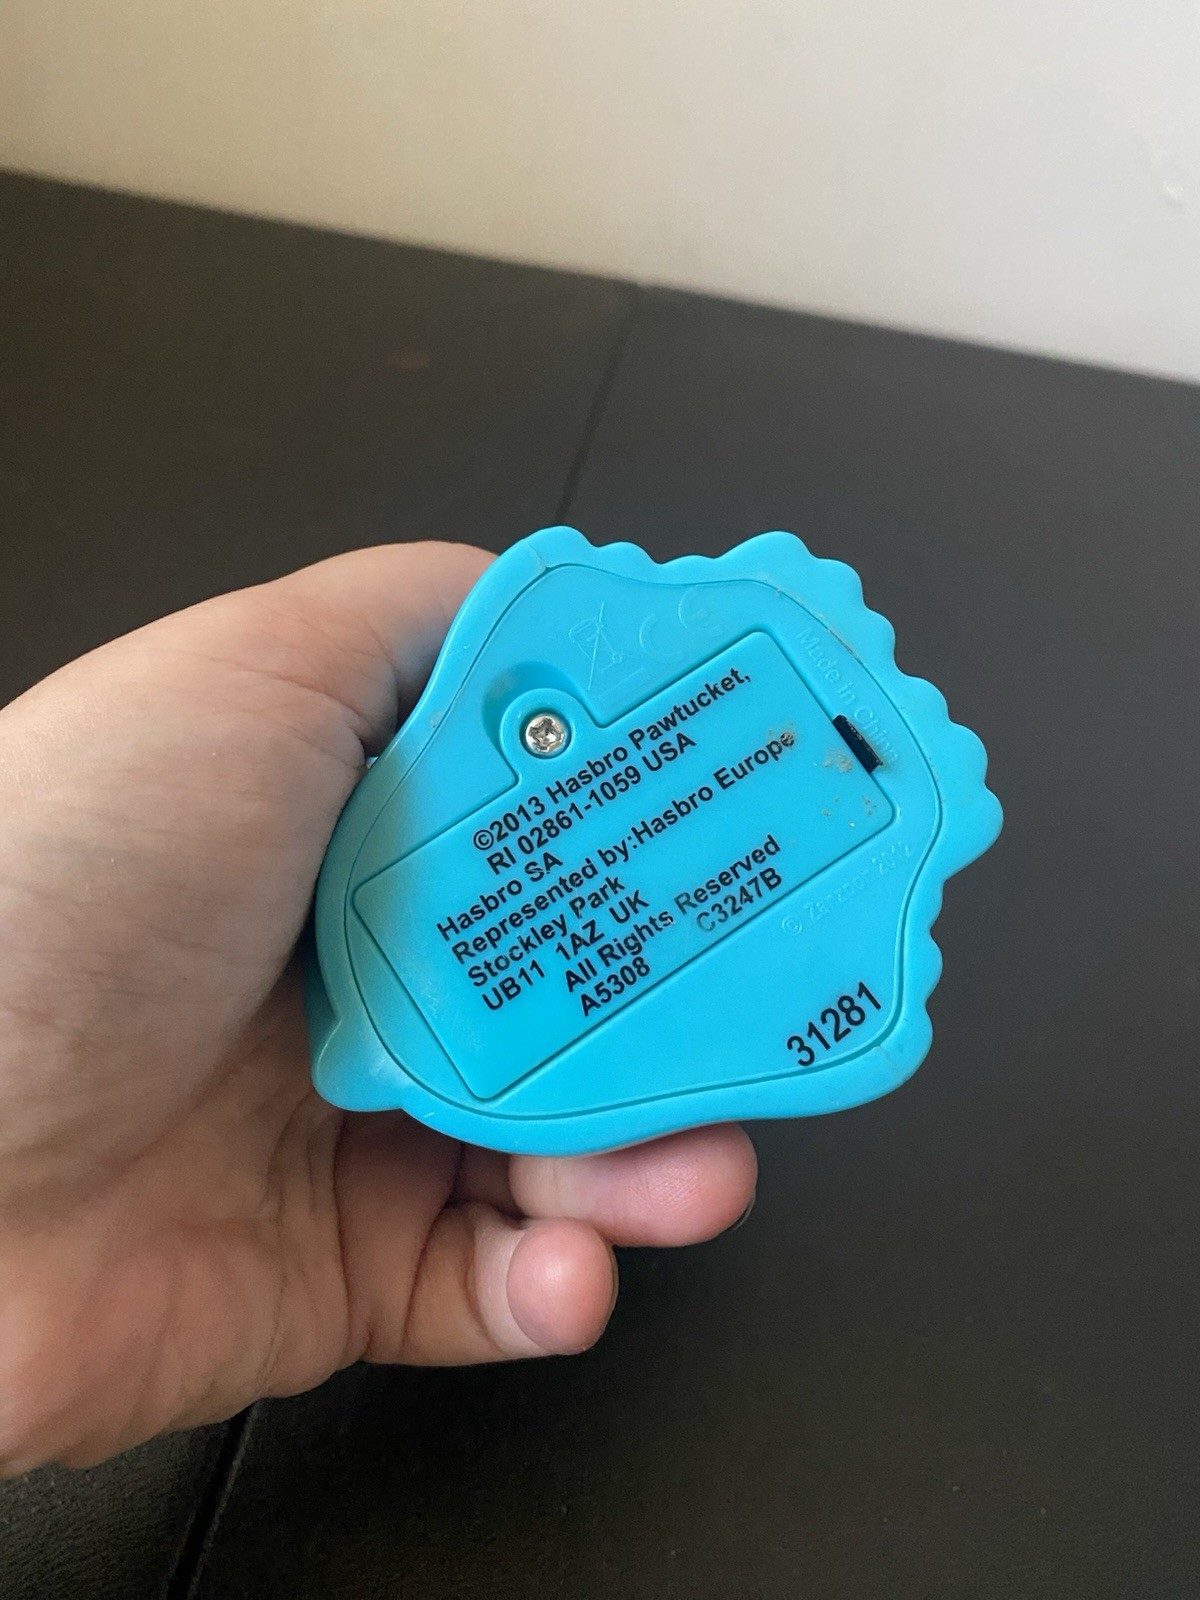 ©2013 Hasbro Pawtucket,
RI 02861-1059 USA
Hasbro SA
Represented by:Hasbro Europe
Stockley Park
UB11 1AZ UK
All Rights Reserved
A5308 C3247B
31281
Made in China
CE
© 2012